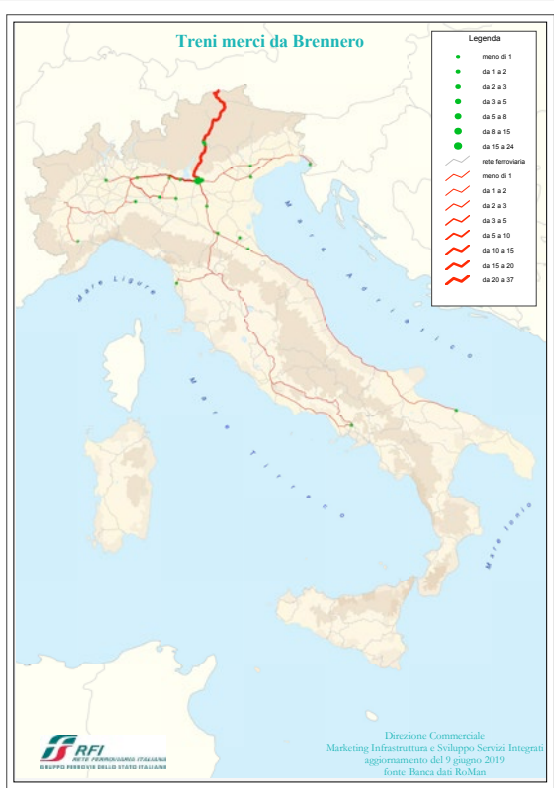 Treni merci da Brennero
Legenda
meno di 1
da 1 a 2
da 2 a 3
da 3 a 5
da 5 a 8
da 8 a 15
da 15 a 24
rete ferroviaria
meno di 1
da 1 a 2
da 2 a 3
da 3 a 5
da 5 a 10
da 10 a 15
da 15 a 20
da 20 a 37
Mare Adriatico
Mare Ligure
Mare Tirreno
Mare Ionio
RFI
RETE FERROVIARIA ITALIANA
GRUPPO FERROVIE DELLO STATO ITALIANE
Direzione Commerciale
Marketing Infrastruttura e Sviluppo Servizi Integrati
aggiornamento del 9 giugno 2019
fonte Banca dati RoMan